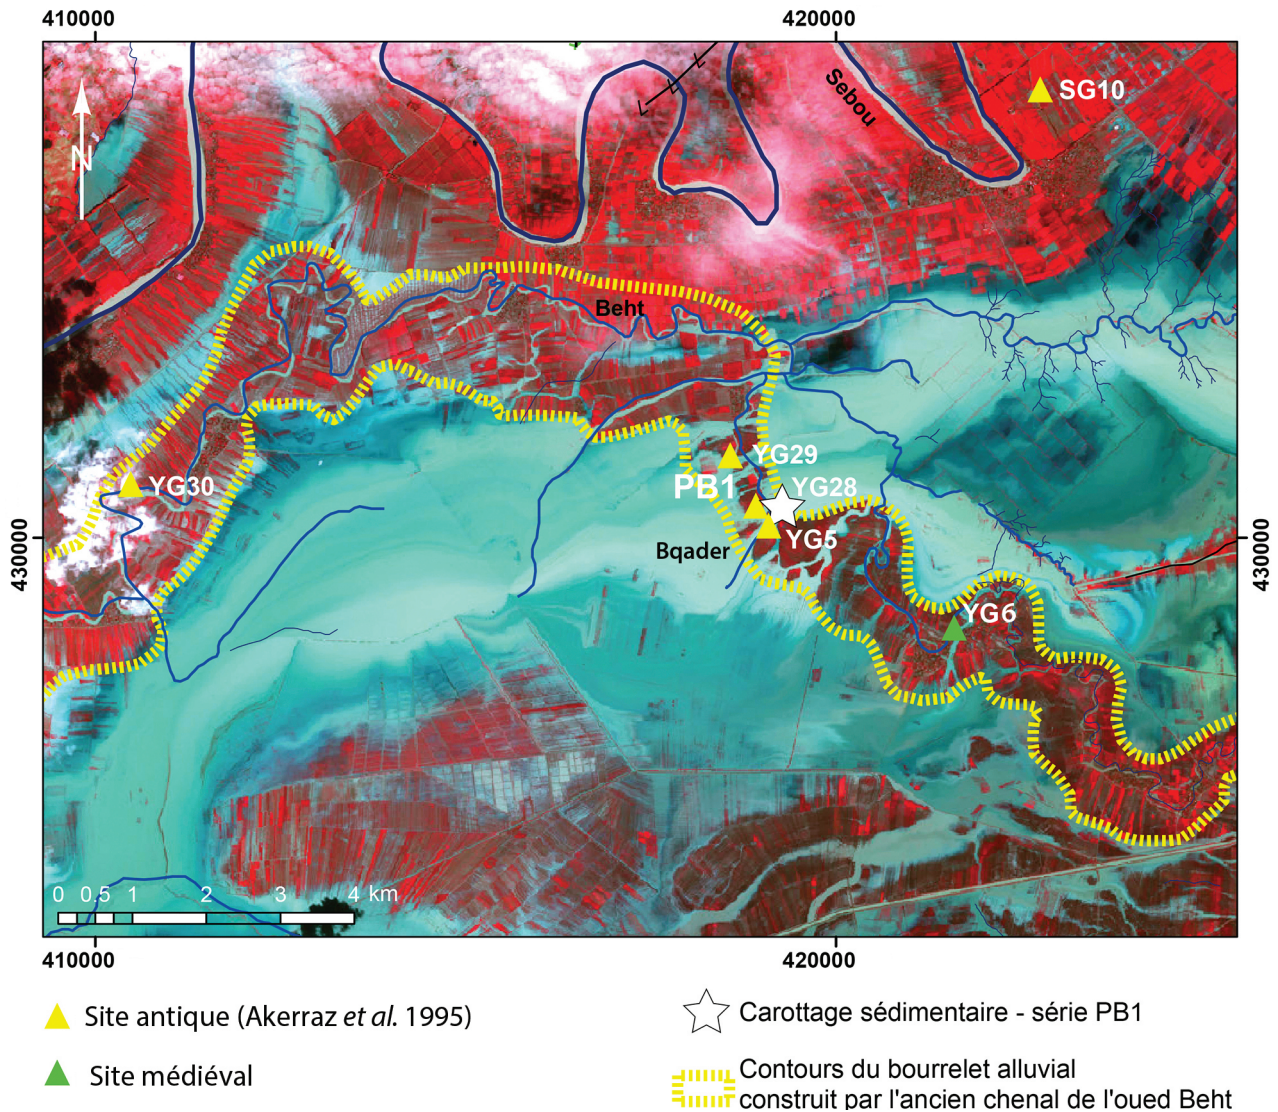 410000
420000
N
Sebou
SG10
Beht
YG29
YG30
PB1
YG28
YG5
Bqader
YG6
430000
430000
0 0.5 1 2 3 4 km
410000
420000
Site antique (Akerraz et al. 1995)
Carottage sédimentaire - série PB1
Site médiéval
Contours du bourrelet alluvial
construit par l'ancien chenal de l'oued Beht